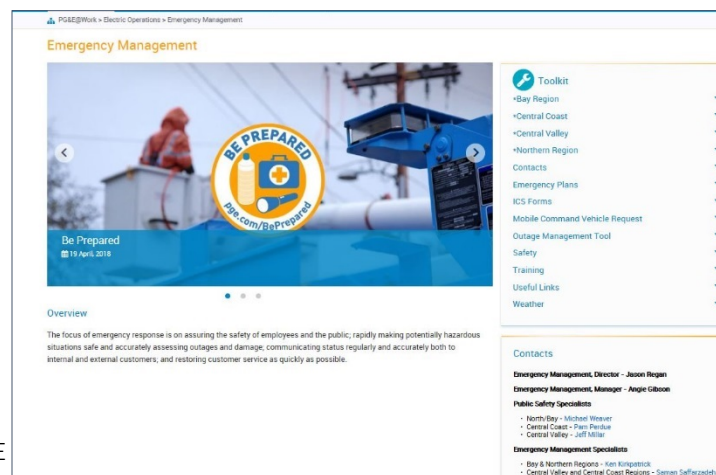 PG&E@Work » Electric Operations » Emergency Management
Emergency Management
BE PREPARED
pge.com/BePrepared
Be Prepared
19 April, 2018
Overview
The focus of emergency response is on assuring the safety of employees and the public; rapidly making potentially hazardous
situations safe and accurately assessing outages and damage; communicating status regularly and accurately both to
internal and external customers; and restoring customer service as quickly as possible.
Toolkit
*Bay Region
*Central Coast
*Central Valley
*Northern Region
Contacts
Emergency Plans
ICS Forms
Mobile Command Vehicle Request
Outage Management Tool
Safety
Training
Useful Links
Weather
Contacts
Emergency Management, Director - Jason Regan
Emergency Management, Manager - Angie Gibson
Public Safety Specialists
• North/Bay - Michael Weaver
• Central Coast - Pam Perdue
• Central Valley - Jeff Millar
Emergency Management Specialists
• Bay & Northern Regions - Ken Kirkpatrick
• Central Valley and Central Coast Regions - Saman Saffarzadeh
E